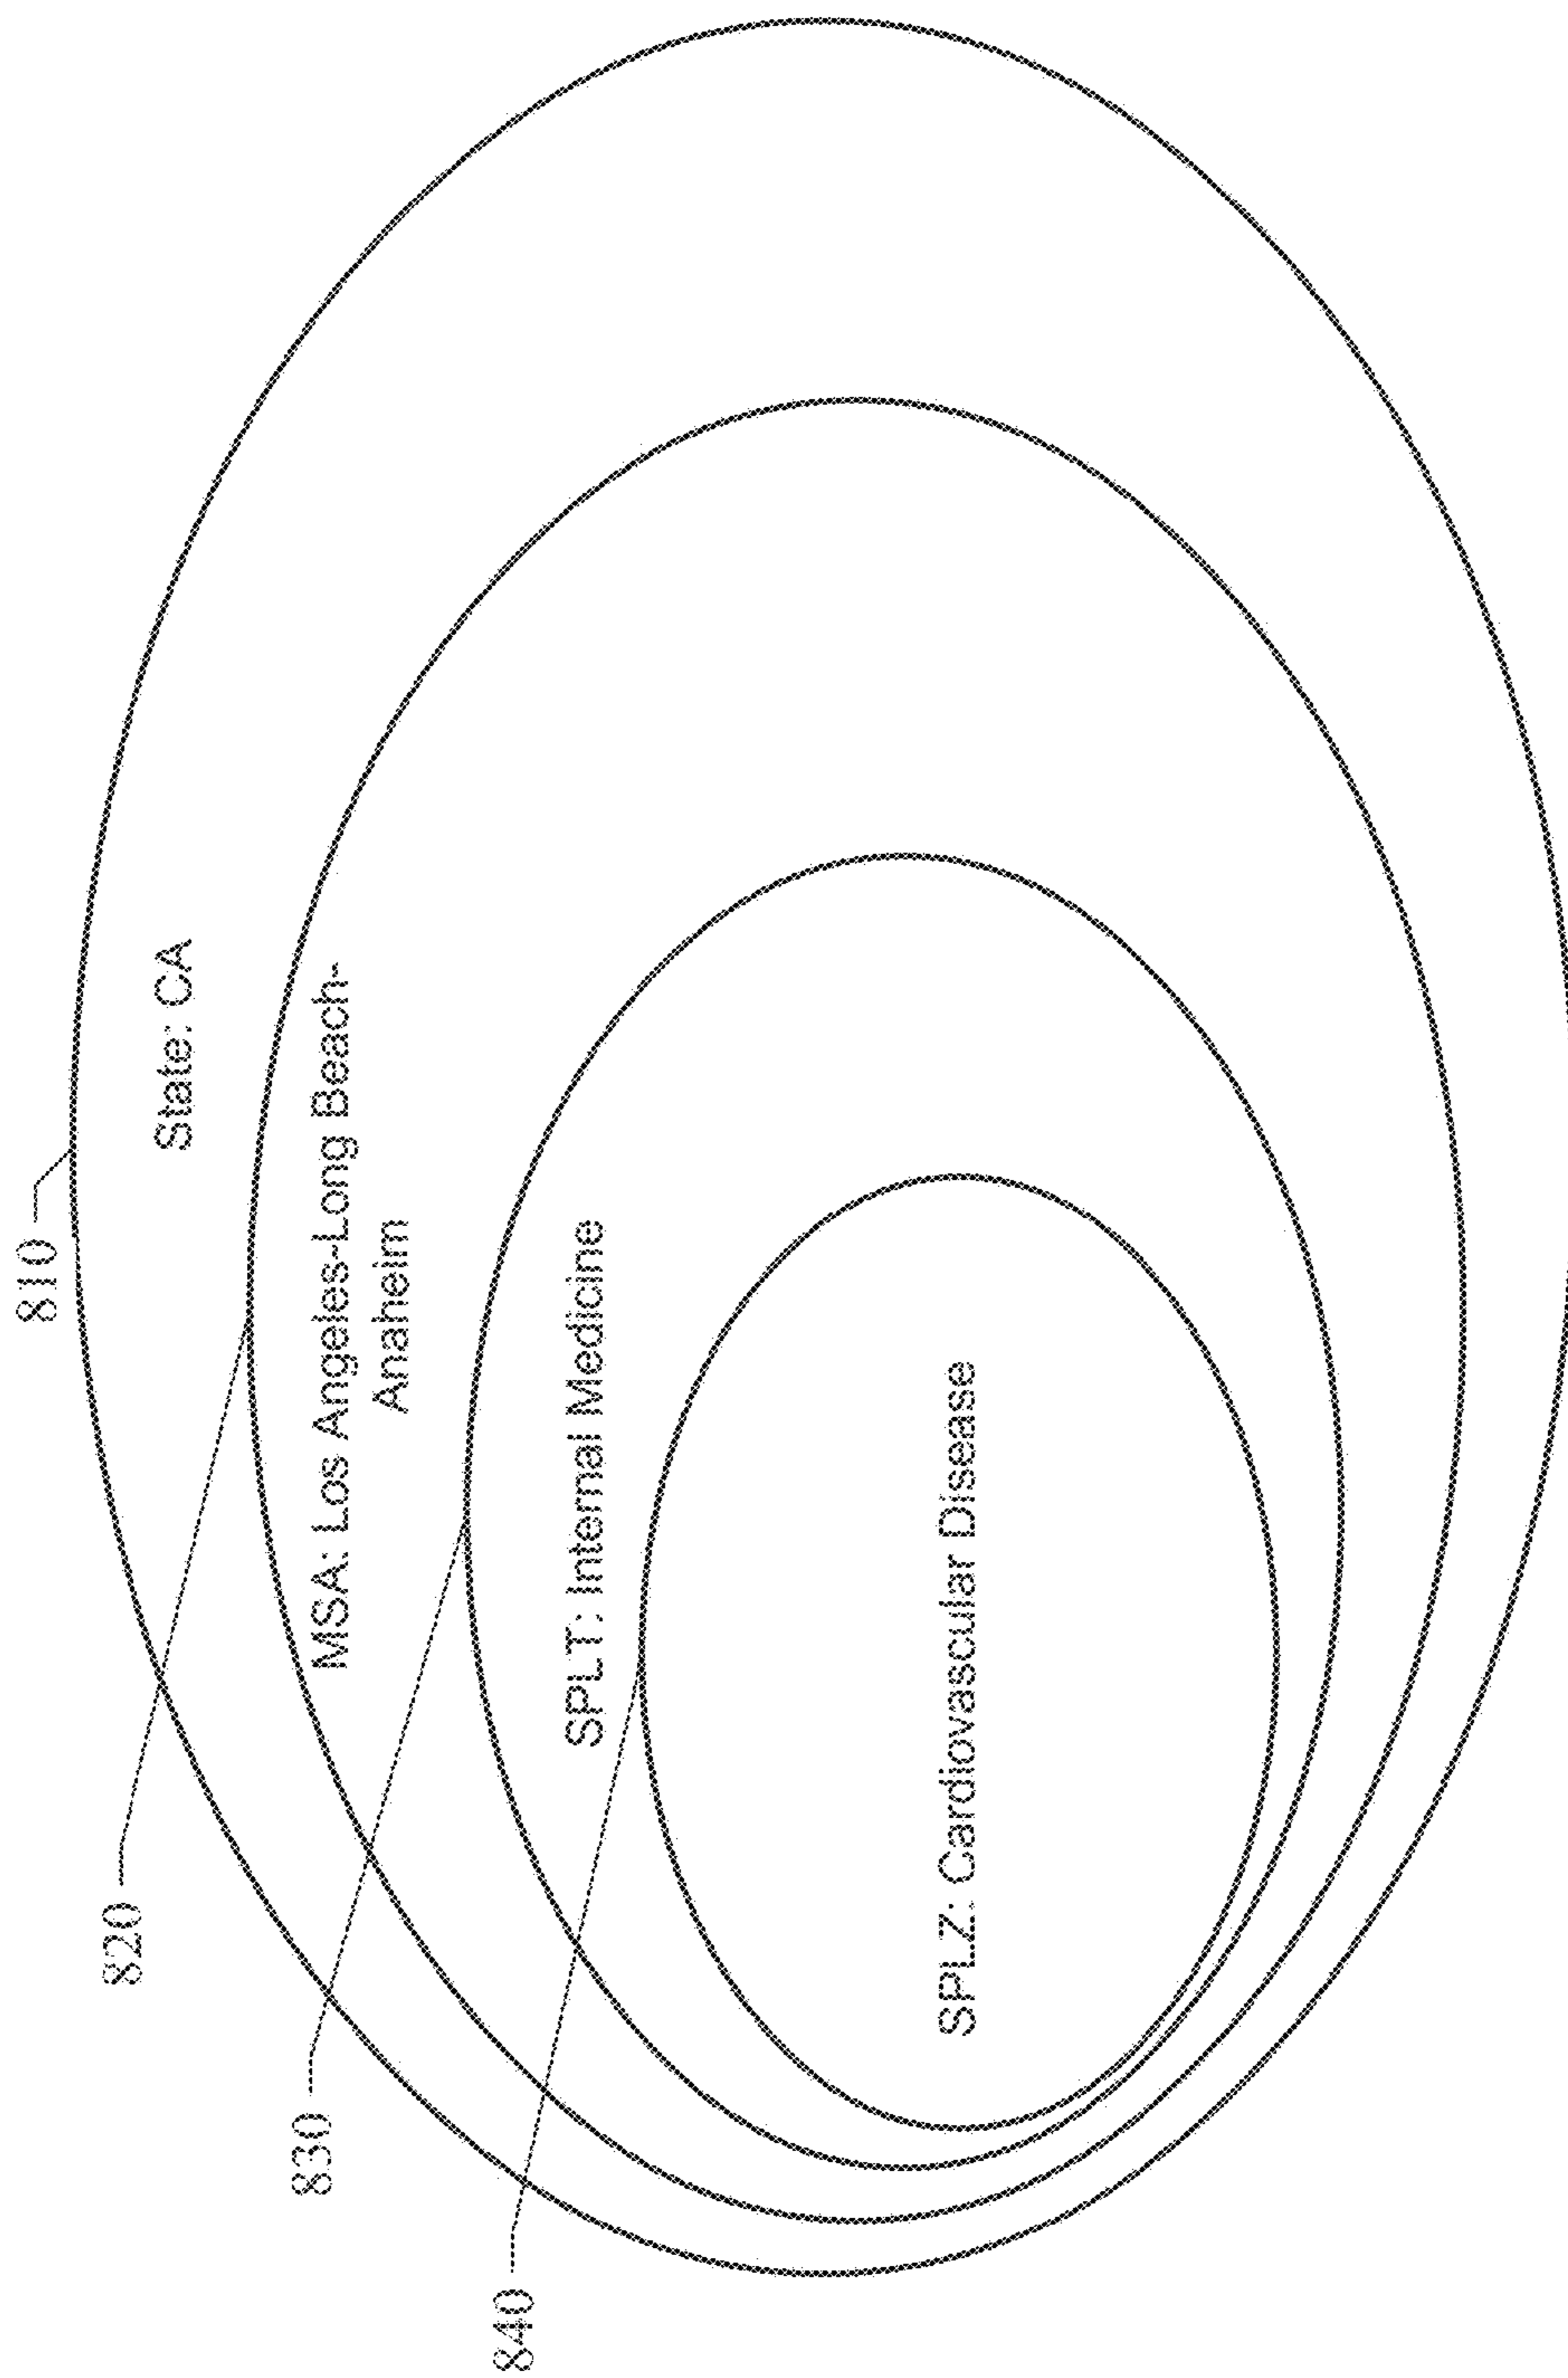 810
State: CA
820
MSA: Los Angeles-Long Beach-
Anaheim
830
SPLT: Internal Medicine
840
SPLZ: Cardiovascular Disease